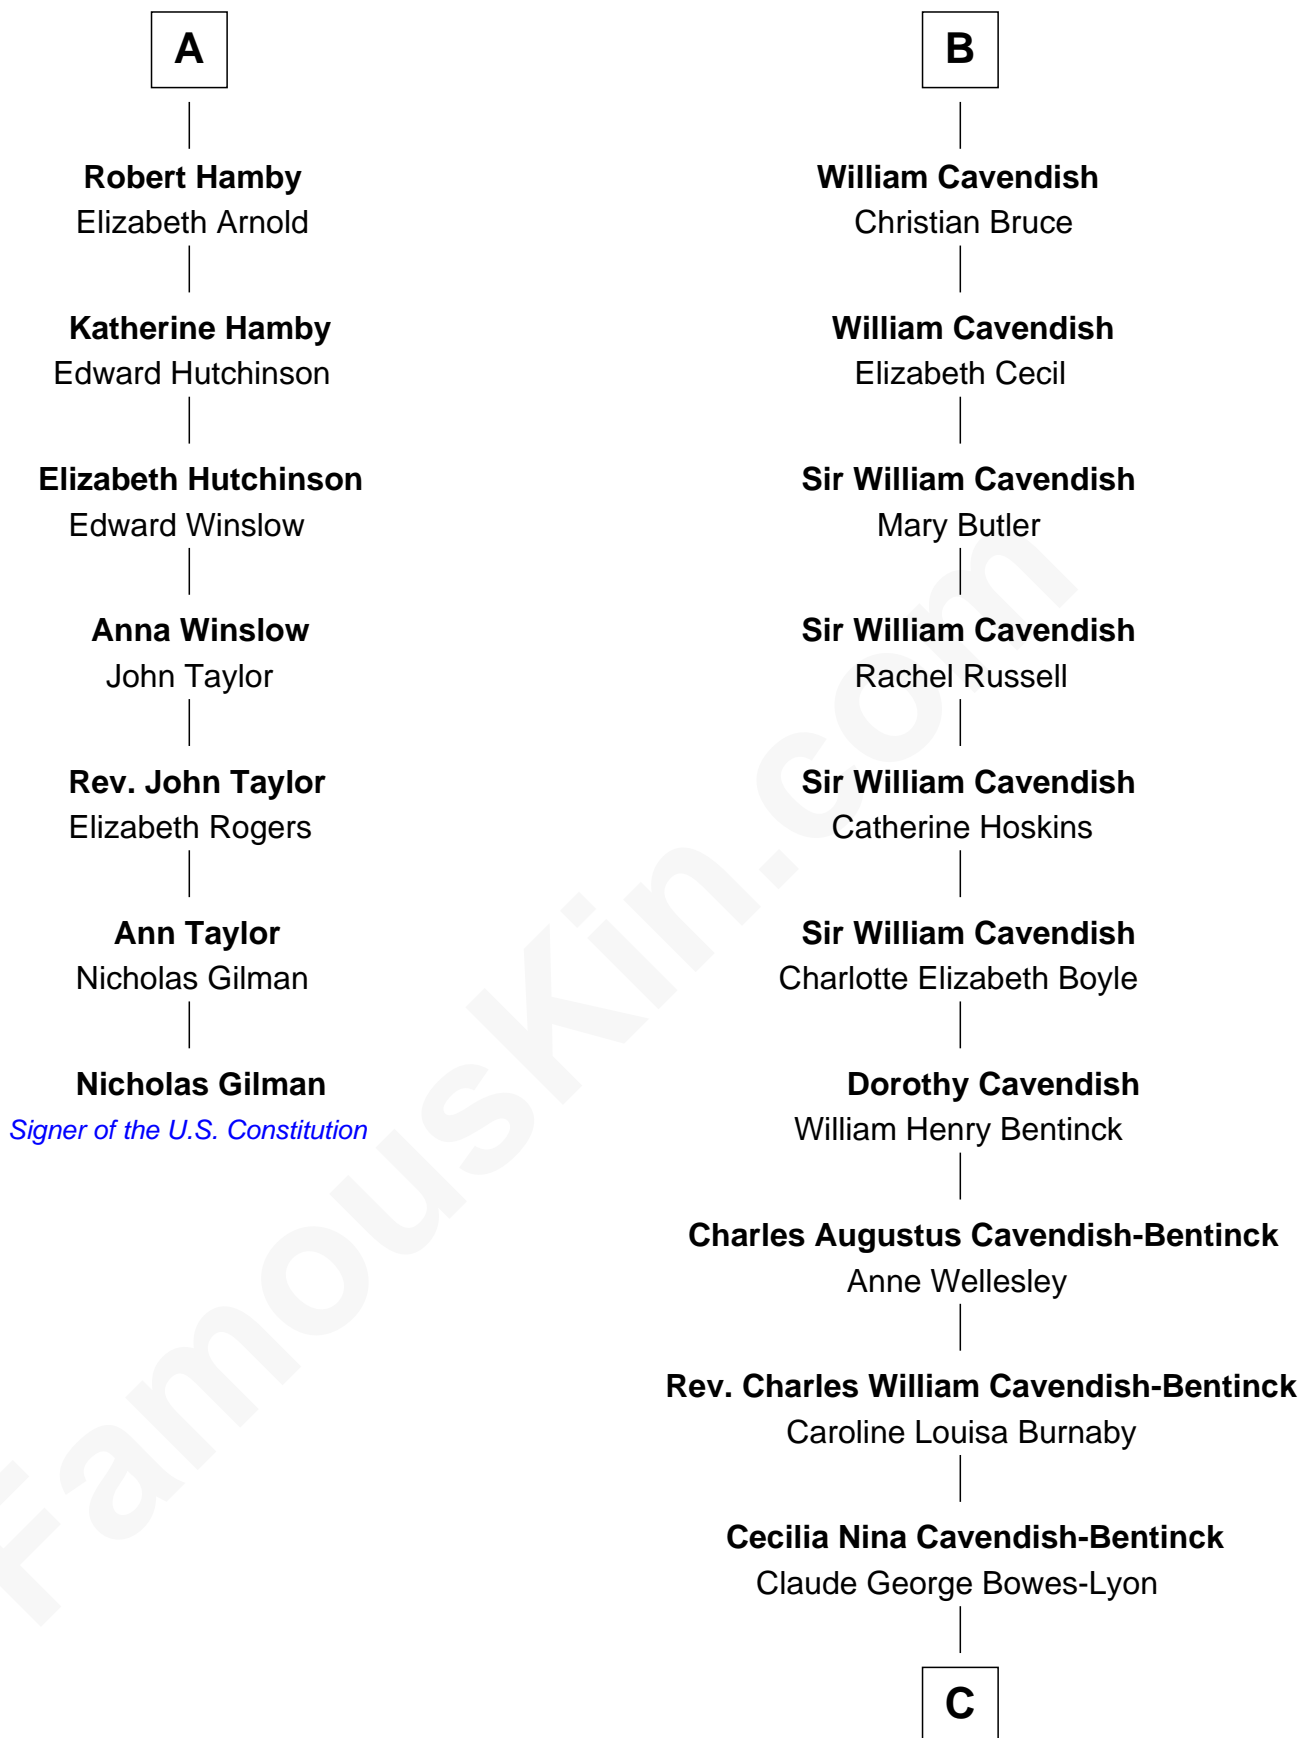 A
Robert Hamby
Elizabeth Arnold
Katherine Hamby
Edward Hutchinson
Elizabeth Hutchinson
Edward Winslow
Anna Winslow
John Taylor
Rev. John Taylor
Elizabeth Rogers
Ann Taylor
Nicholas Gilman
Nicholas Gilman
Signer of the U.S. Constitution
B
William Cavendish
Christian Bruce
William Cavendish
Elizabeth Cecil
Sir William Cavendish
Mary Butler
Sir William Cavendish
Rachel Russell
Sir William Cavendish
Catherine Hoskins
Sir William Cavendish
Charlotte Elizabeth Boyle
Dorothy Cavendish
William Henry Bentinck
Charles Augustus Cavendish-Bentinck
Anne Wellesley
Rev. Charles William Cavendish-Bentinck
Caroline Louisa Burnaby
Cecilia Nina Cavendish-Bentinck
Claude George Bowes-Lyon
C
FamousKin.com